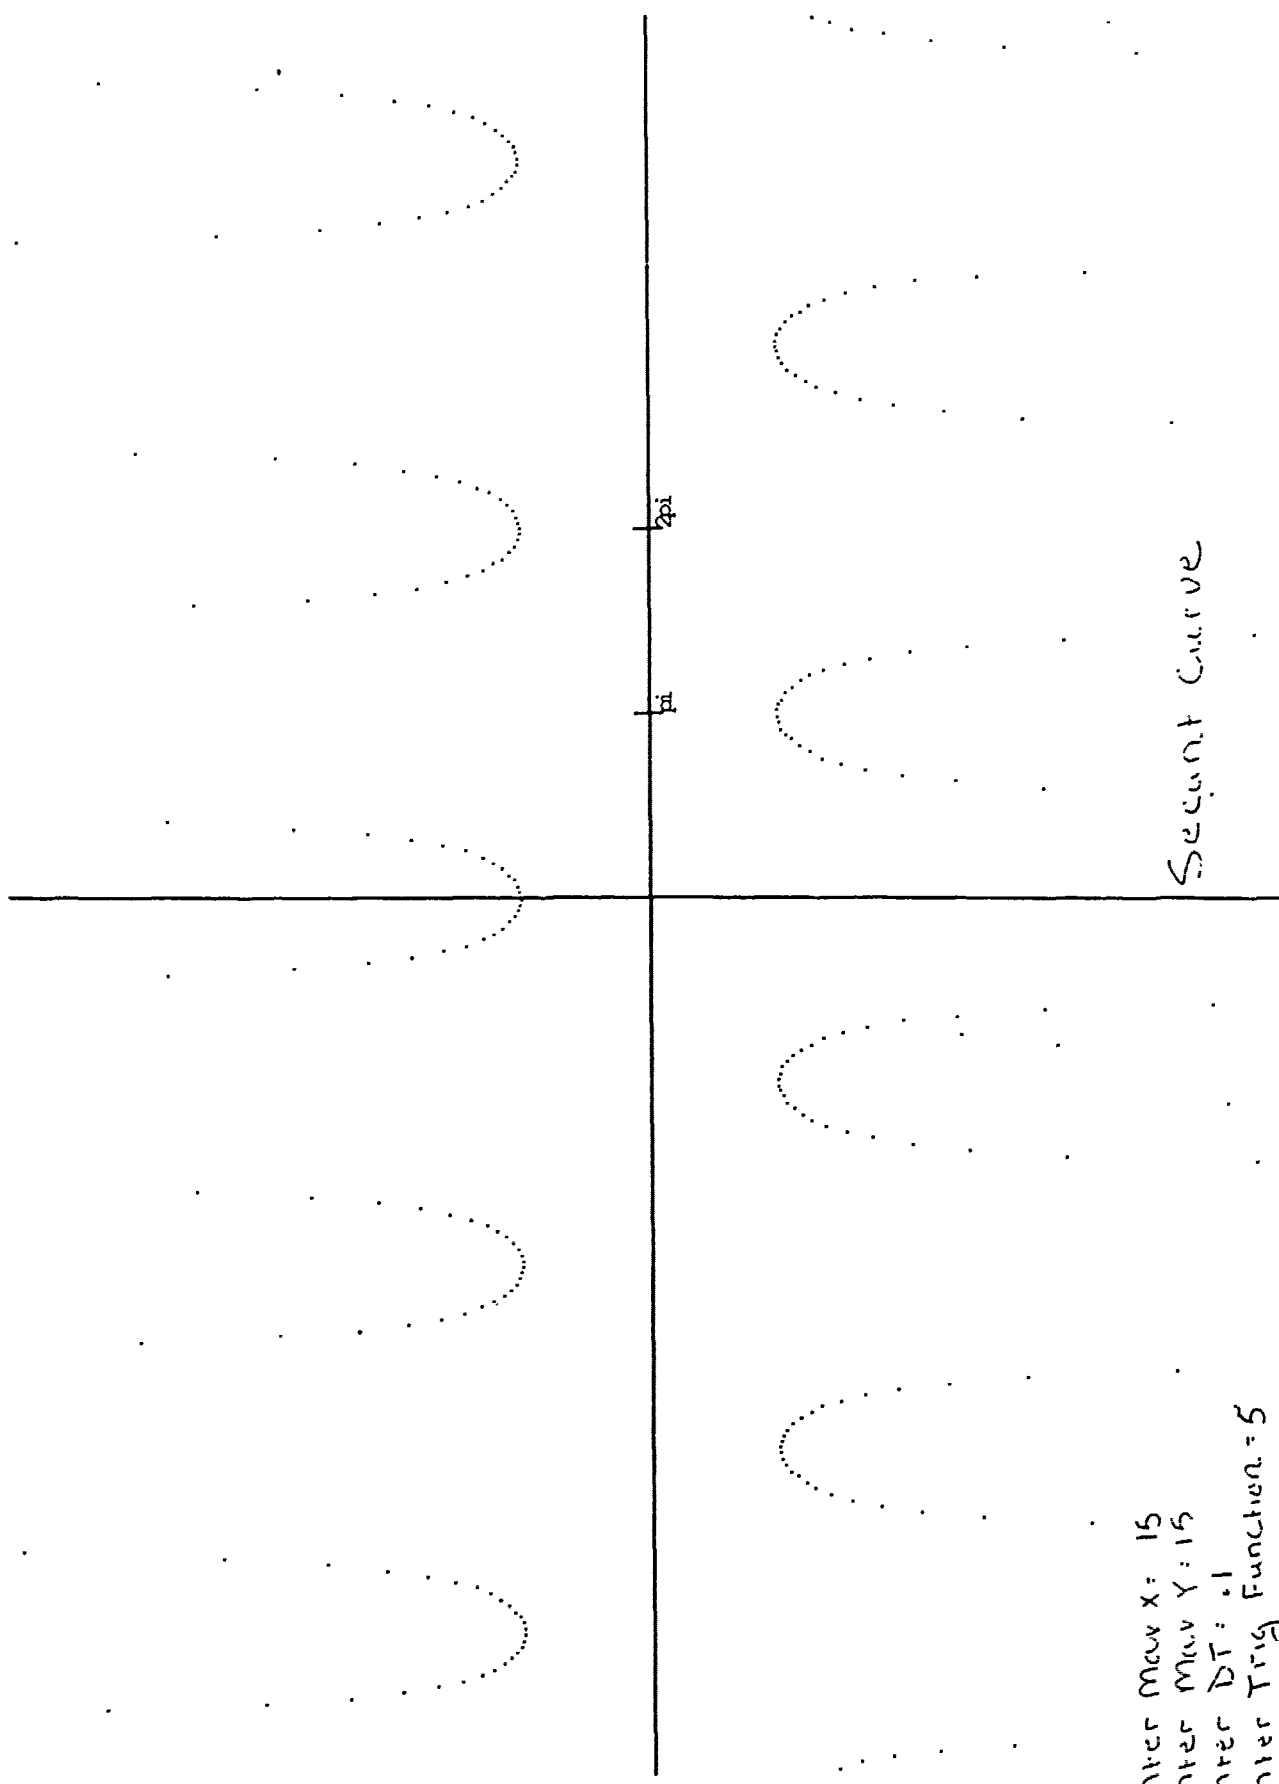 pi
2pi
Secant Curve
nter Max X= 15
nter Max Y: 15
nter DT: .1
nter Trig Function = 5